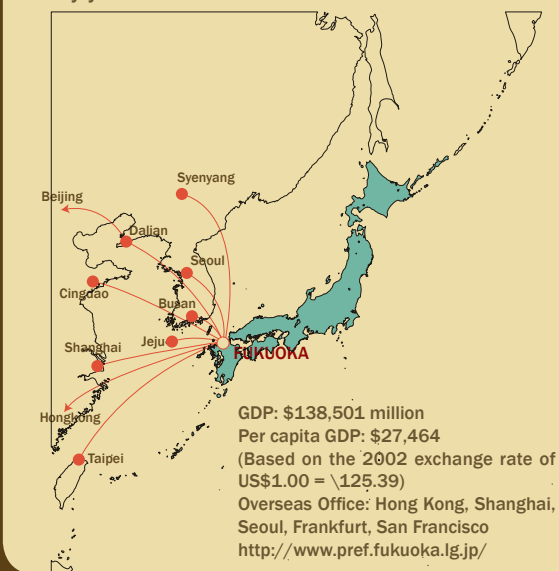 Syenyang
Beijing
Dalian
Seoul
Cingdao
Busan
Jeju
Shanghai
FUKUOKA
Hongkong
Taipei
GDP: $138,501 million
Per capita GDP: $27,464
(Based on the 2002 exchange rate of
US$1.00 = \125.39)
Overseas Office: Hong Kong, Shanghai,
Seoul, Frankfurt, San Francisco
http://www.pref.fukuoka.lg.jp/